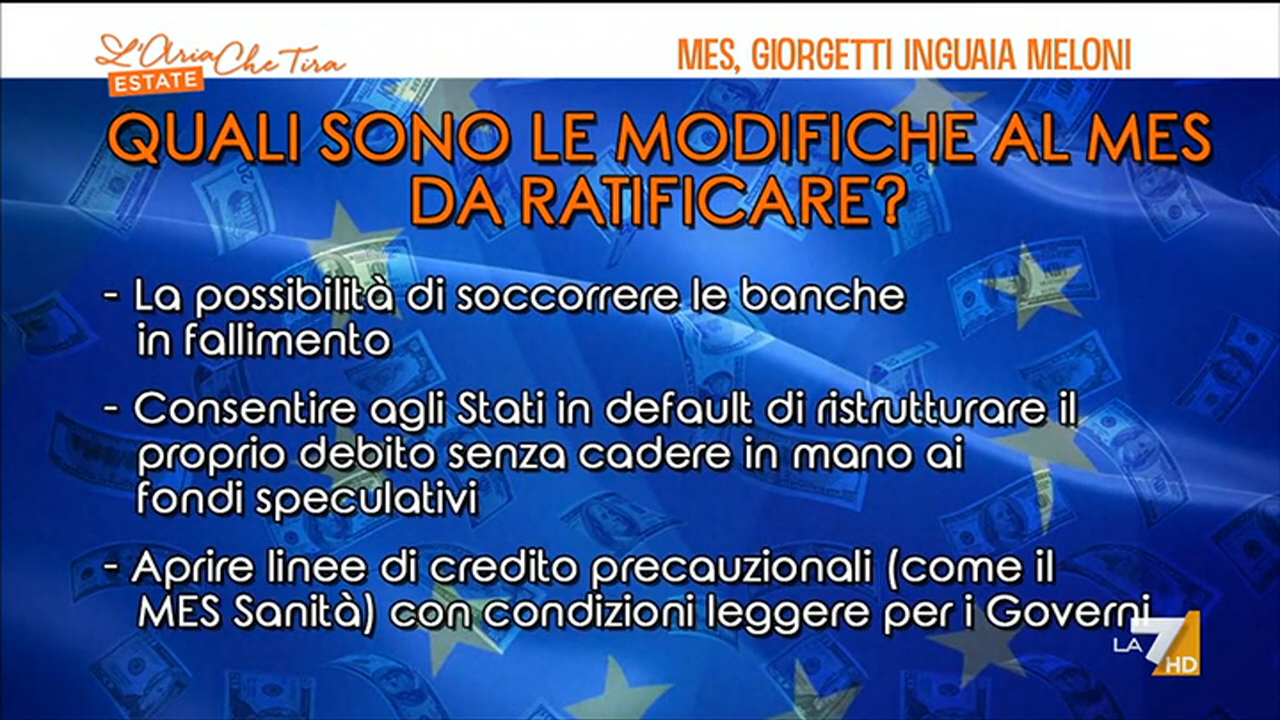 L'Aria Che Tira
ESTATE
MES, GIORGETTI INGUAIA MELONI
QUALI SONO LE MODIFICHE AL MES
DA RATIFICARE?
- La possibilità di soccorrere le banche
in fallimento
- Consentire agli Stati in default di ristrutturare il
proprio debito senza cadere in mano ai
fondi speculativi
- Aprire linee di credito precauzionali (come il
MES Sanità) con condizioni leggere per i Governi
LA 7 HD